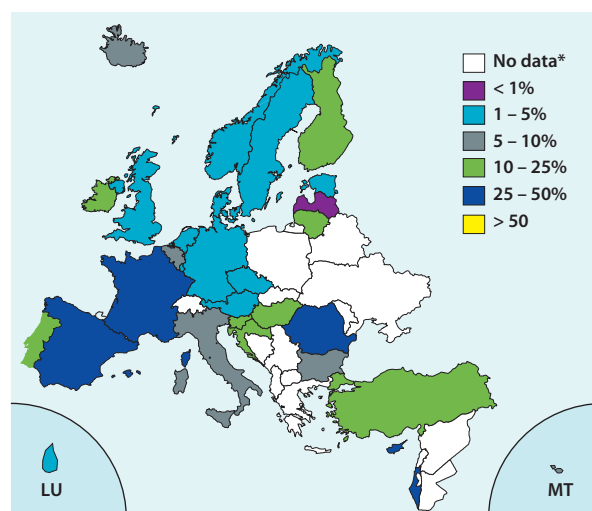 No data*
< 1%
1 – 5%
5 – 10%
10 – 25%
25 – 50%
> 50
LU
MT